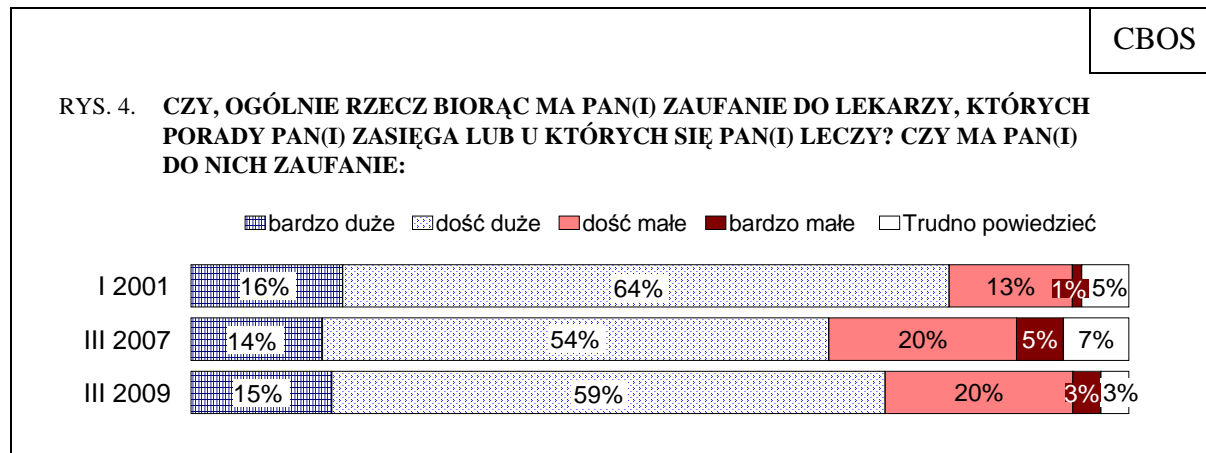 CBOS
RYS. 4. CZY, OGÓLNIE RZECZ BIORĄC MA PAN(I) ZAUFANIE DO LEKARZY, KTÓRYCH
PORADY PAN(I) ZASIĘGA LUB U KTÓRYCH SIĘ PAN(I) LECZY? CZY MA PAN(I)
DO NICH ZAUFANIE:
bardzo duże dość duże dość małe bardzo małe Trudno powiedzieć
I 2001 16% 64% 13% 1% 5%
III 2007 14% 54% 20% 5% 7%
III 2009 15% 59% 20% 3% 3%